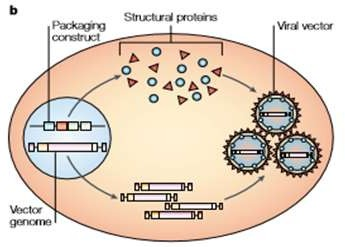 b
Packaging
construct
Structural proteins
Viral vector
Vector
genome